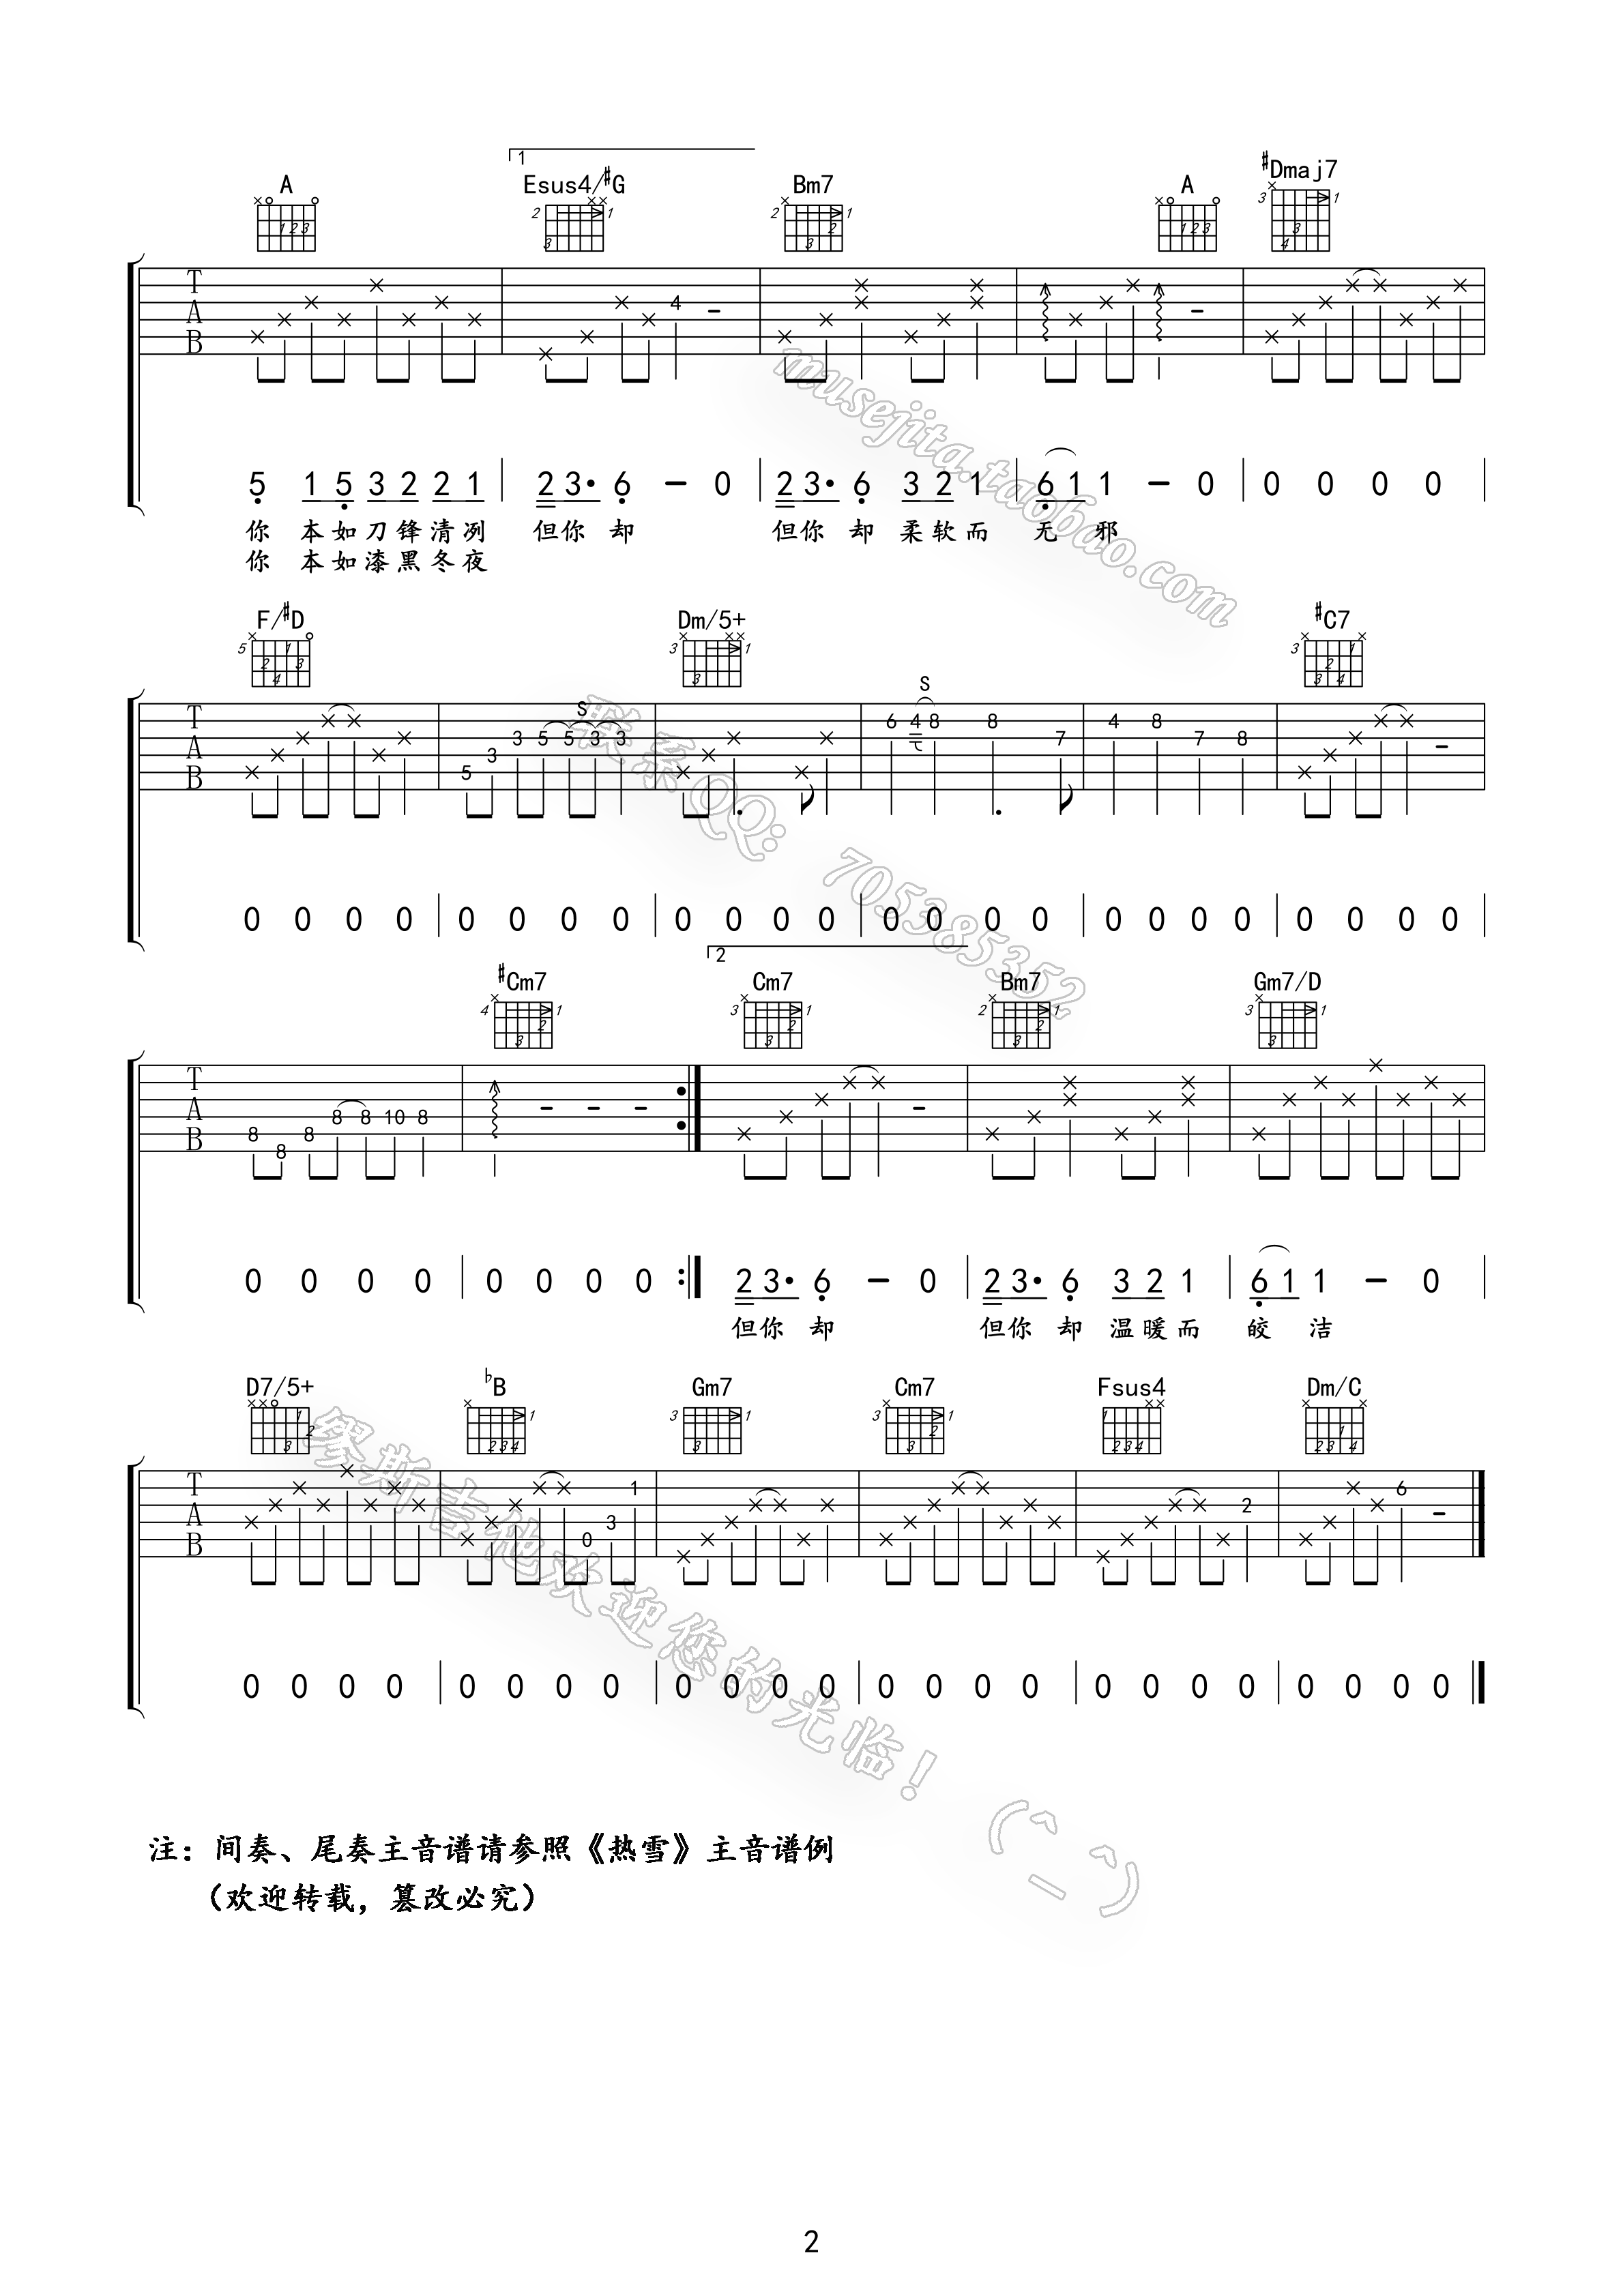 1
A Esus4/#G Bm7 A #Dmaj7
T
A
B
4
5 1 5 3 2 2 1 2 3· 6 - 0 2 3· 6 3 2 1 6 1 1 - 0 0 0 0 0
你 本如刀锋清冽 但你 却 但你 却 柔软而 无 邪
你 本如漆黑冬夜
F/#D Dm/5+ #C7
S S
T
A
B
5 3 3 5 5 3 3 6 4 8 8 7 4 8 7 8
0 0 0 0 0 0 0 0 0 0 0 0 0 0 0 0 0 0 0 0 0 0 0 0
2
#Cm7 Cm7 Bm7 Gm7/D
T
A
B
8 8 8 8 8 10 8
0 0 0 0 0 0 0 0 2 3· 6 - 0 2 3· 6 3 2 1 6 1 1 - 0
但你 却 但你 却 温暖而 皎 洁
D7/5+ bB Gm7 Cm7 Fsus4 Dm/C
T
A
B
0 3 1 2 6
0 0 0 0 0 0 0 0 0 0 0 0 0 0 0 0 0 0 0 0 0 0 0 0
musejita.taobao.com
联系QQ: 705385352
缪斯吉他欢迎您的光临！ (^_^)
注：间奏、尾奏主音谱请参照《热雪》主音谱例
（欢迎转载，篡改必究）
2